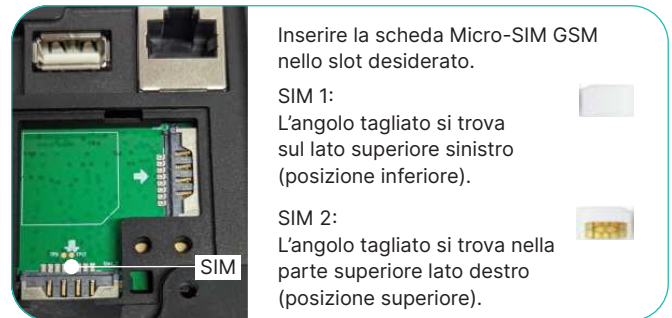 Inserire la scheda Micro-SIM GSM
nello slot desiderato.
SIM 1:
L’angolo tagliato si trova
sul lato superiore sinistro
(posizione inferiore).
SIM 2:
L’angolo tagliato si trova nella
parte superiore lato destro
(posizione superiore).
SIM